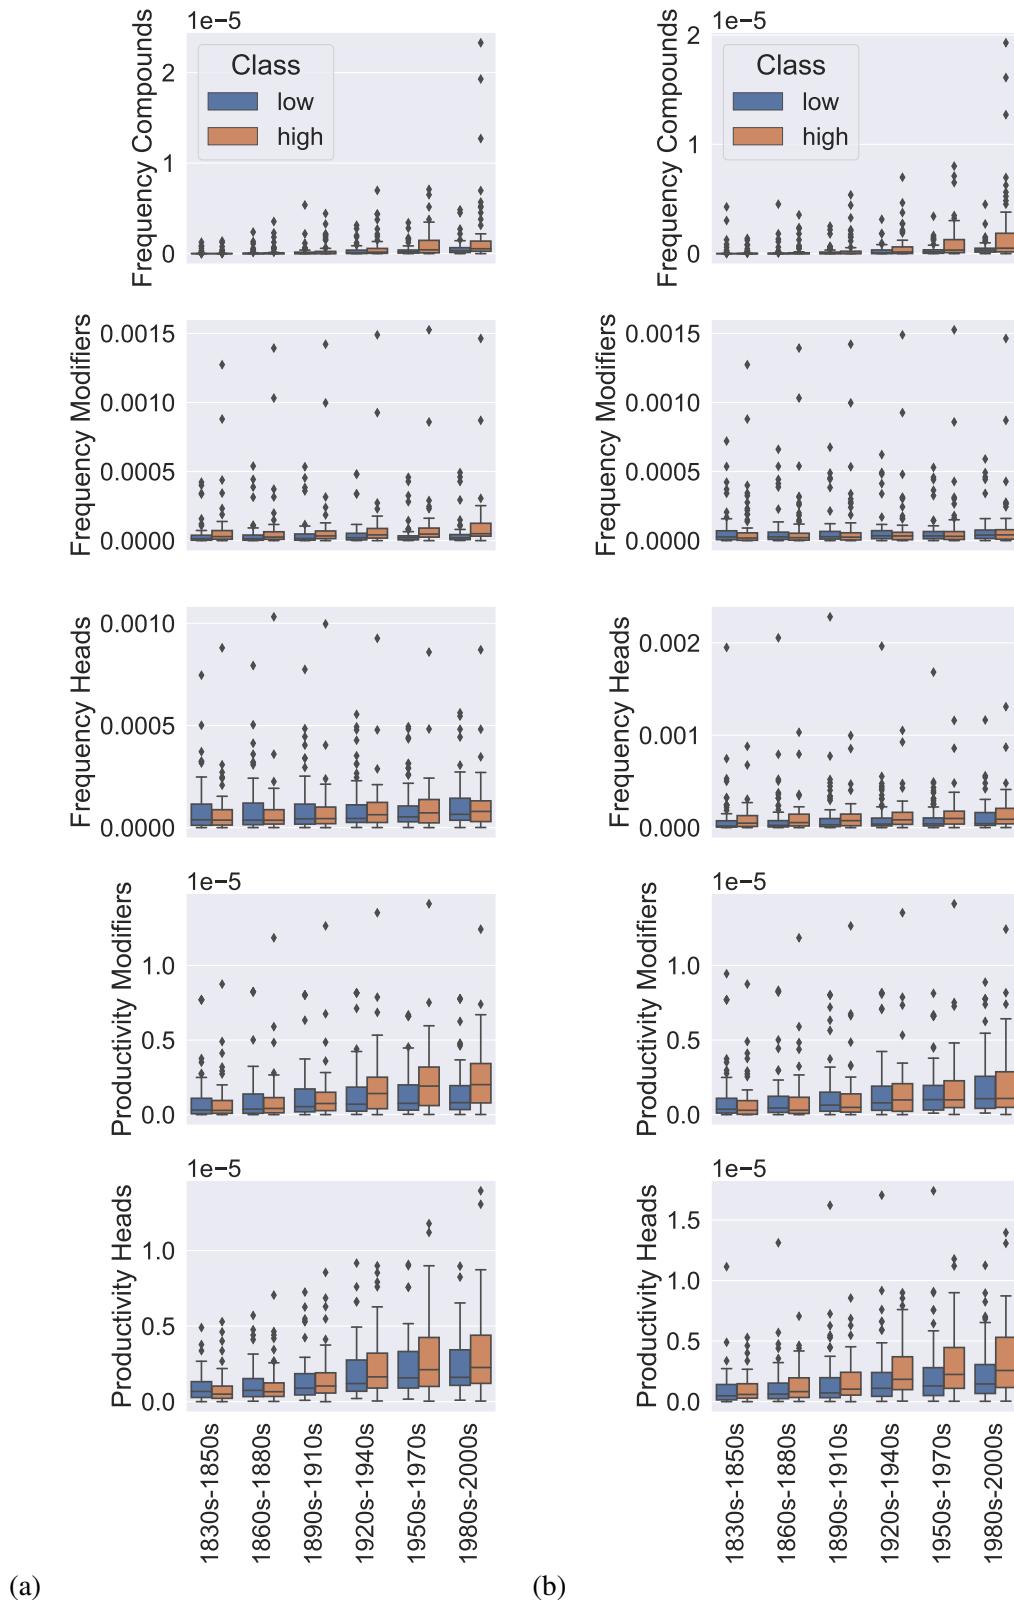 1e−5
Frequency Compounds
2
1
0
Class
low
high
Frequency Modifiers
0.0015
0.0010
0.0005
0.0000
Frequency Heads
0.0010
0.0005
0.0000
1e−5
Productivity Modifiers
1.0
0.5
0.0
1e−5
Productivity Heads
1.0
0.5
0.0
1830s-1850s
1860s-1880s
1890s-1910s
1920s-1940s
1950s-1970s
1980s-2000s
(a)
1e−5
Frequency Compounds
2
1
0
Class
low
high
Frequency Modifiers
0.0015
0.0010
0.0005
0.0000
Frequency Heads
0.002
0.001
0.000
1e−5
Productivity Modifiers
1.0
0.5
0.0
1e−5
Productivity Heads
1.5
1.0
0.5
0.0
1830s-1850s
1860s-1880s
1890s-1910s
1920s-1940s
1950s-1970s
1980s-2000s
(b)